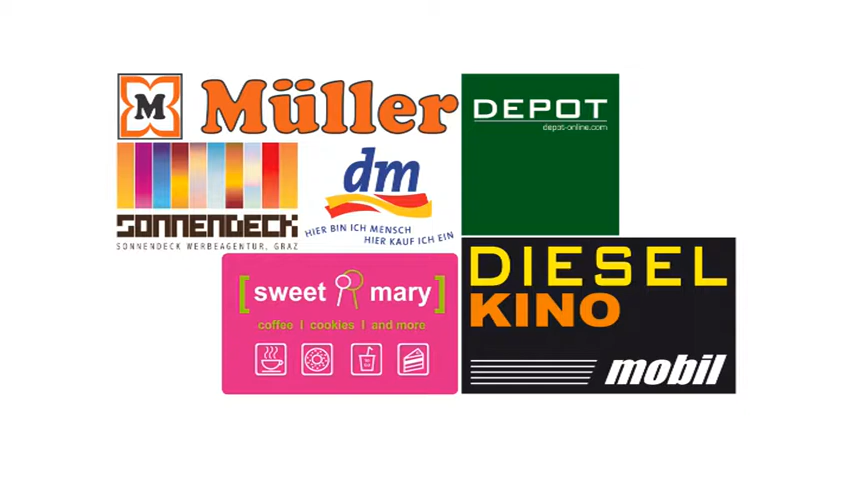 M Müller
DEPOT
depot-online.com
SONNENDECK
SONNENDECK WERBEAGENTUR, GRAZ
dm
HIER BIN ICH MENSCH
HIER KAUF ICH EIN
[sweet mary]
coffee | cookies | and more
DIESEL
KINO
mobil